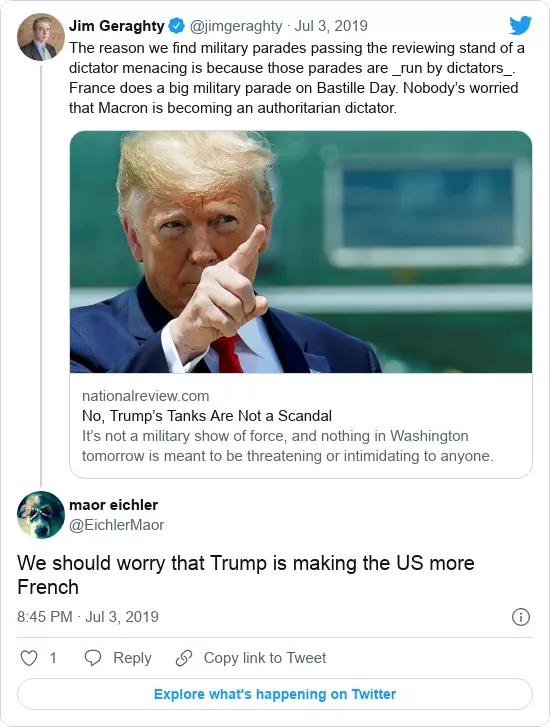 Jim Geraghty @jimgeraghty · Jul 3, 2019
The reason we find military parades passing the reviewing stand of a
dictator menacing is because those parades are _run by dictators_.
France does a big military parade on Bastille Day. Nobody's worried
that Macron is becoming an authoritarian dictator.
nationalreview.com
No, Trump's Tanks Are Not a Scandal
It's not a military show of force, and nothing in Washington
tomorrow is meant to be threatening or intimidating to anyone.
maor eichler
@EichlerMaor
We should worry that Trump is making the US more
French
8:45 PM · Jul 3, 2019
1 Reply Copy link to Tweet
Explore what's happening on Twitter